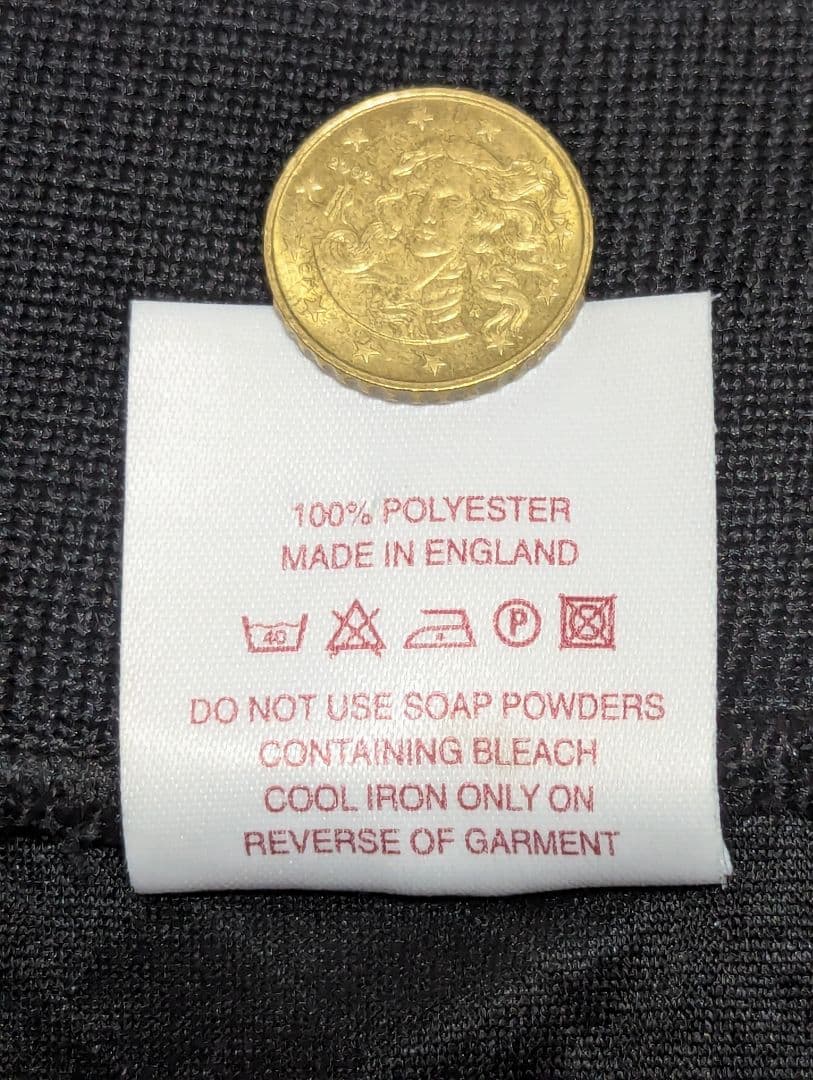 100% POLYESTER
MADE IN ENGLAND
40 P
DO NOT USE SOAP POWDERS
CONTAINING BLEACH
COOL IRON ONLY ON
REVERSE OF GARMENT